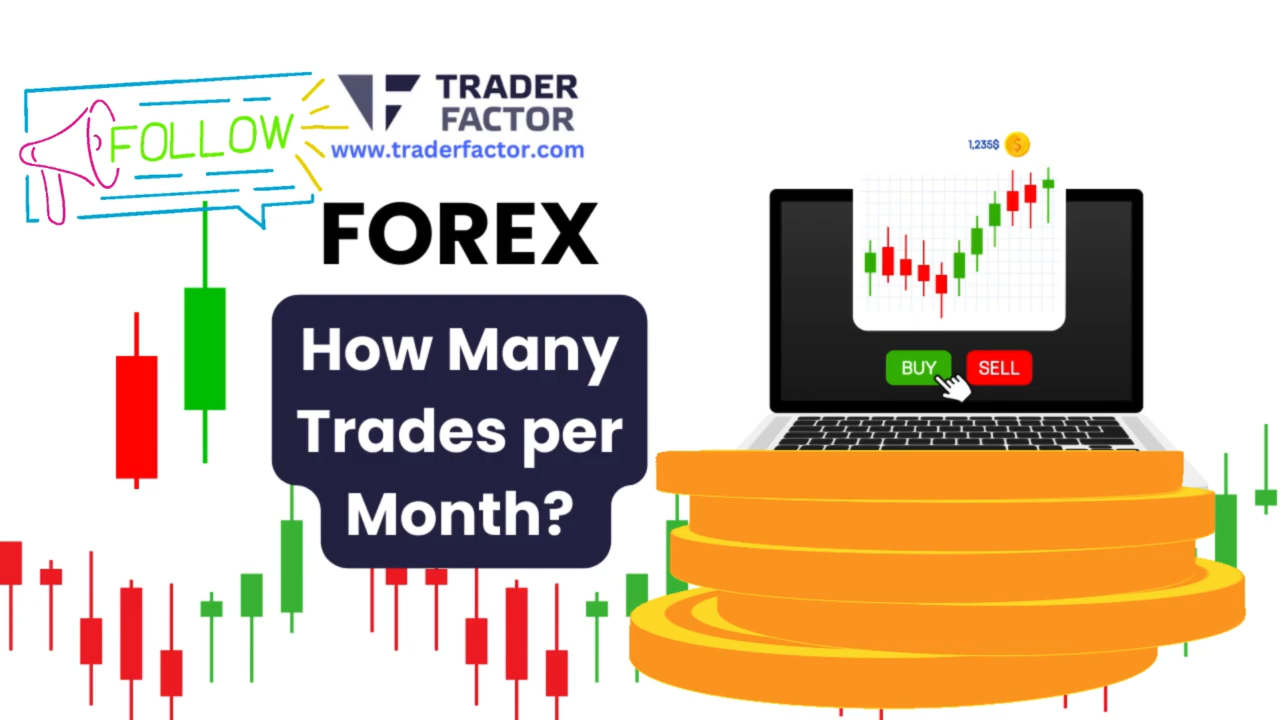 FOLLOW
TRADER
FACTOR
www.traderfactor.com
FOREX
How Many
Trades per
Month?
1,235$
$
BUY
SELL